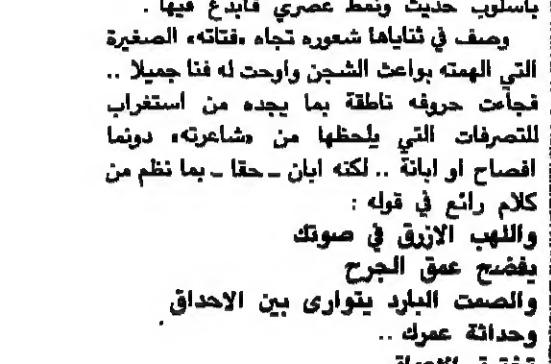 باسلوب حديث ونمط عصري فابدع فيها .
وصف في ثناياها شعوره تجاه «فتاته» الصغيرة
التي الهمته بواعث الشجن واوحت له فنا جميلا ..
فجاءت حروفه ناطقة بما يجده من استغراب
للتصرفات التي يلحظها من «شاعرته» دونما
افصاح او ابانة .. لكنه ابان ــ حقا ــ بما نظم من
كلام رائع في قوله :
واللهب الازرق في صوتك
يفضح عمق الجرح
والصمت البارد يتوارى بين الاحداق
وحداثة عمرك ..